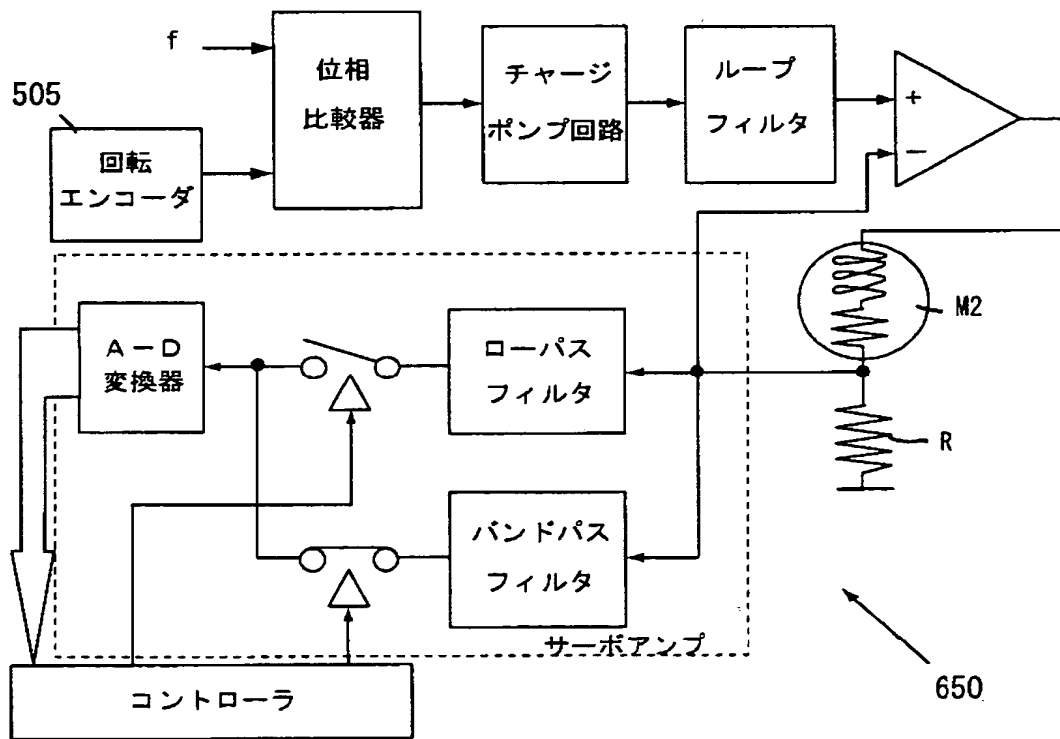 f
位相
比較器
チャージ
ポンプ回路
ループ
フィルタ
+
−
505
回転
エンコーダ
M2
A－D
変換器
ローパス
フィルタ
R
バンドパス
フィルタ
サーボアンプ
コントローラ
650